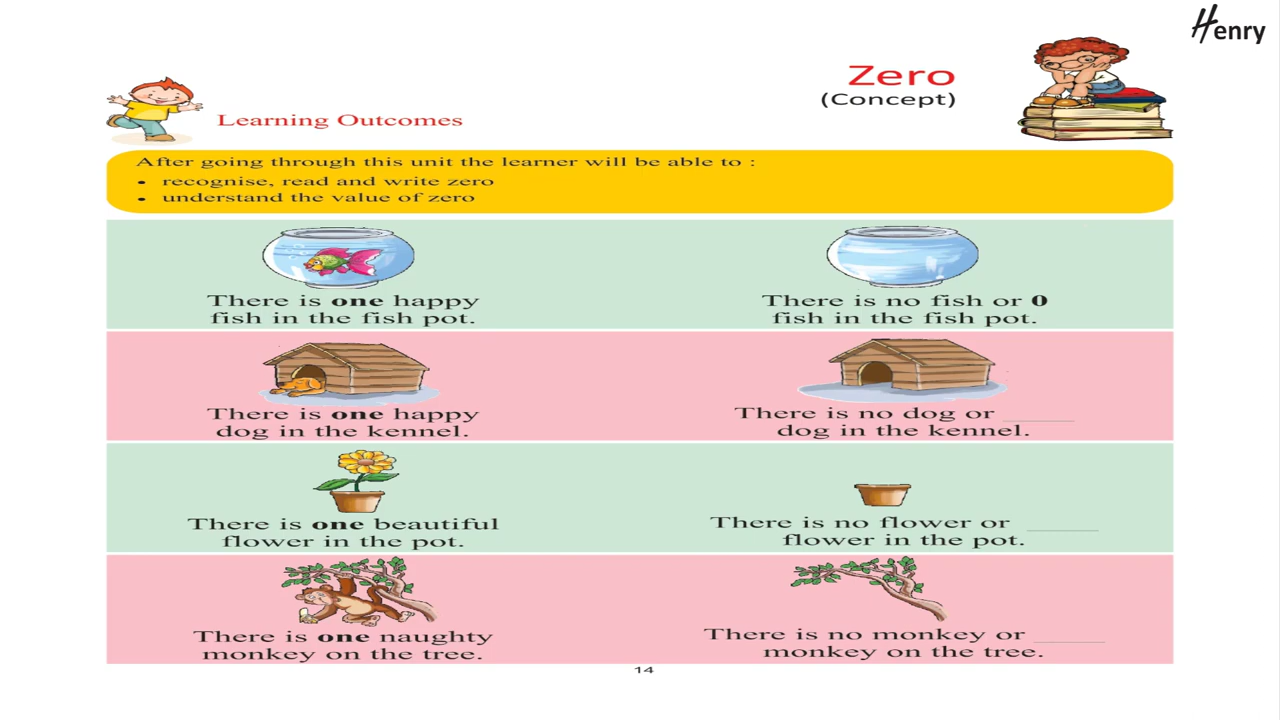 Henry
Zero
(Concept)
Learning Outcomes
After going through this unit the learner will be able to :
• recognise, read and write zero
• understand the value of zero
There is one happy
fish in the fish pot.
There is no fish or 0
fish in the fish pot.
There is one happy
dog in the kennel.
There is no dog or ______
dog in the kennel.
There is one beautiful
flower in the pot.
There is no flower or ______
flower in the pot.
There is one naughty
monkey on the tree.
There is no monkey or ______
monkey on the tree.
14